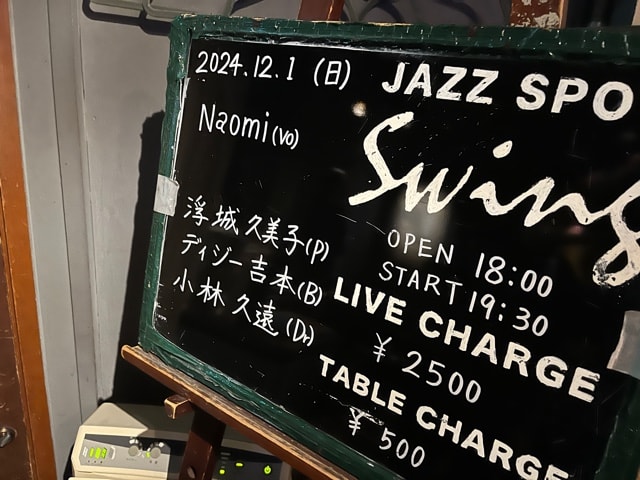 2024.12.1 (日)
JAZZ SPO
Swing
Naomi (Vo)
浮城 久美子 (P)
ディジー吉本 (B)
小林 久遠 (Dr)
OPEN 18:00
START 19:30
LIVE CHARGE
¥ 2500
TABLE CHARGE
¥ 500